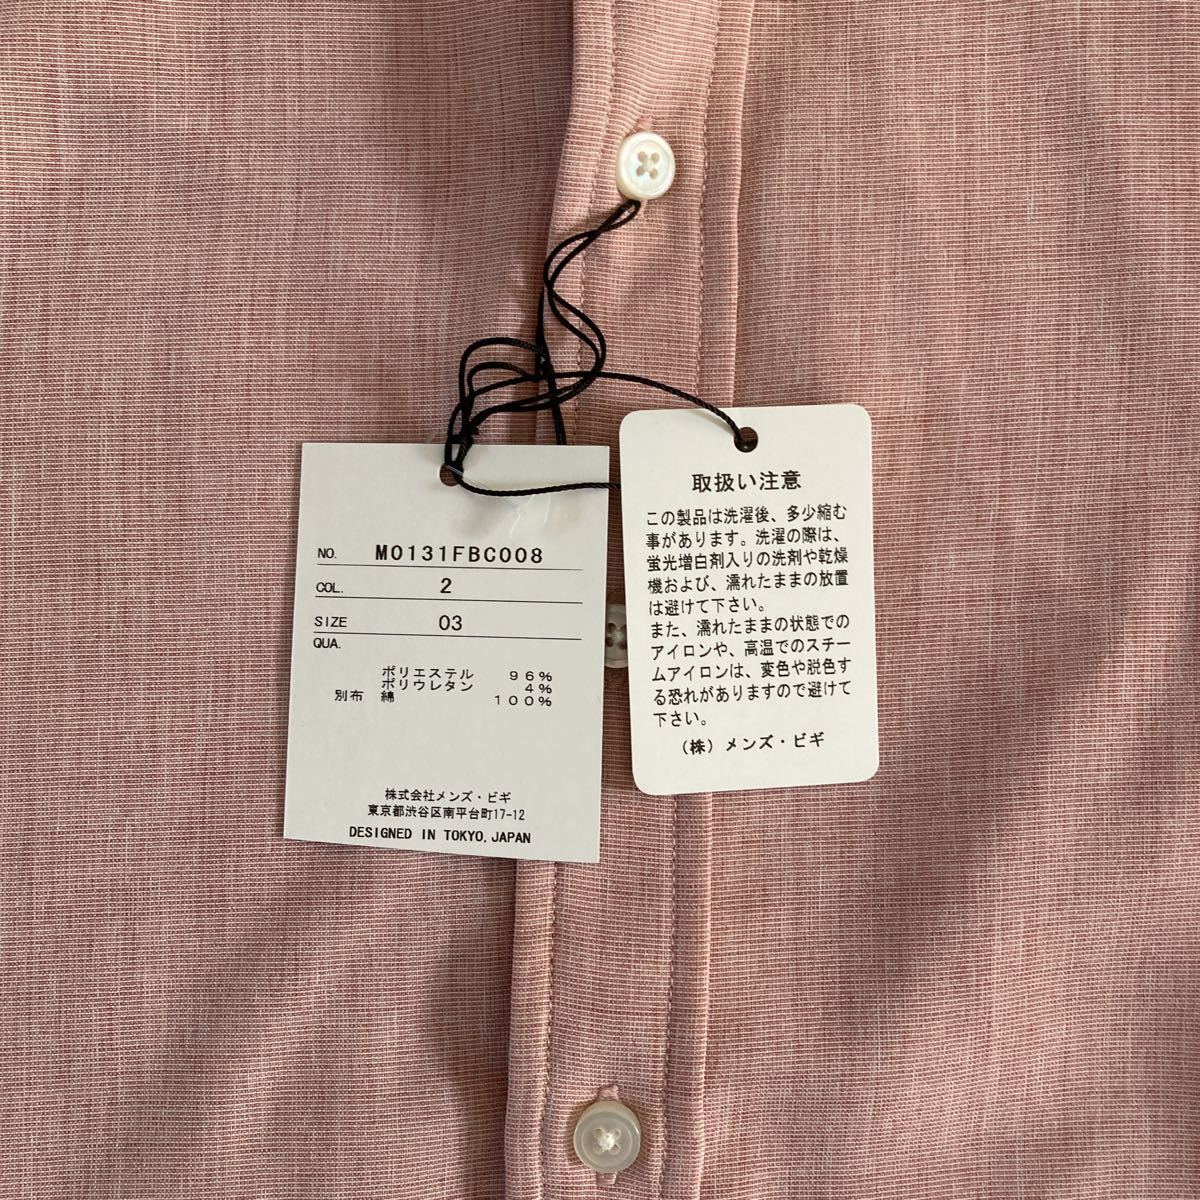 NO. M0131FBC008
COL. 2
SIZE 03
QUA.
ポリエステル 96%
ポリウレタン 4%
別布 綿 100%
株式会社メンズ・ビギ
東京都渋谷区南平台町17-12
DESIGNED IN TOKYO, JAPAN
取扱い注意
この製品は洗濯後、多少縮む
事があります。洗濯の際は、
蛍光増白剤入りの洗剤や乾燥
機および、濡れたままの放置
は避けて下さい。
また、濡れたままの状態での
アイロンや、高温でのスチー
ムアイロンは、変色や脱色す
る恐れがありますので避けて
下さい。
(株)メンズ・ビギ